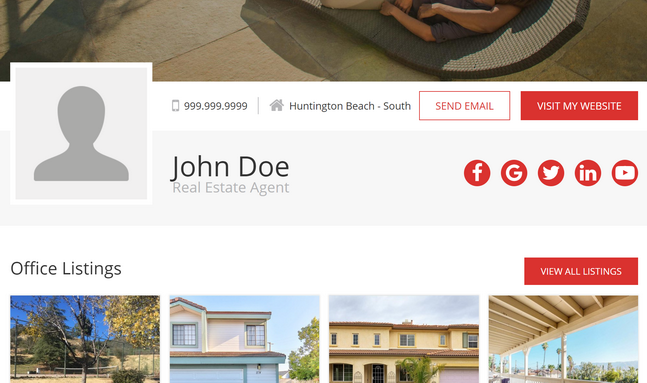 999.999.9999
Huntington Beach - South
SEND EMAIL
VISIT MY WEBSITE
John Doe
Real Estate Agent
Office Listings
VIEW ALL LISTINGS